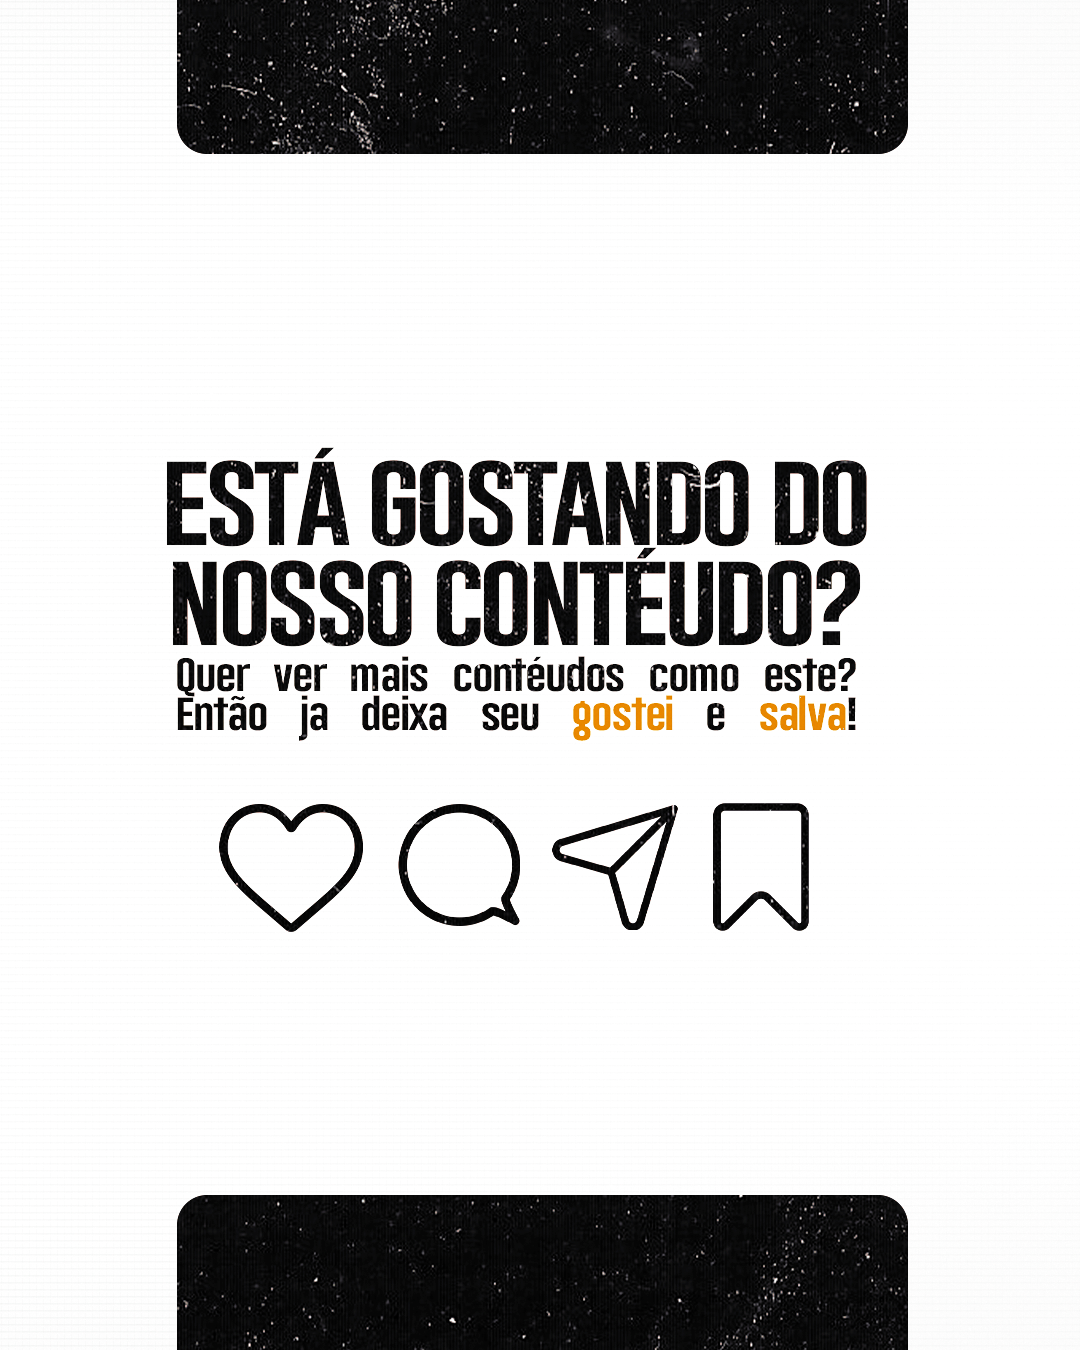 ESTÁ GOSTANDO DO
NOSSO CONTÉUDO?
Quer ver mais contéudos como este?
Então ja deixa seu gostei e salva!